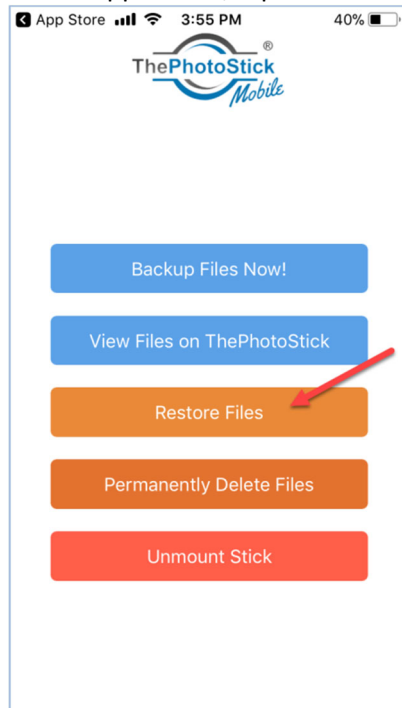 App Store 3:55 PM 40%
ThePhotoStick®
Mobile
Backup Files Now!
View Files on ThePhotoStick
Restore Files
Permanently Delete Files
Unmount Stick